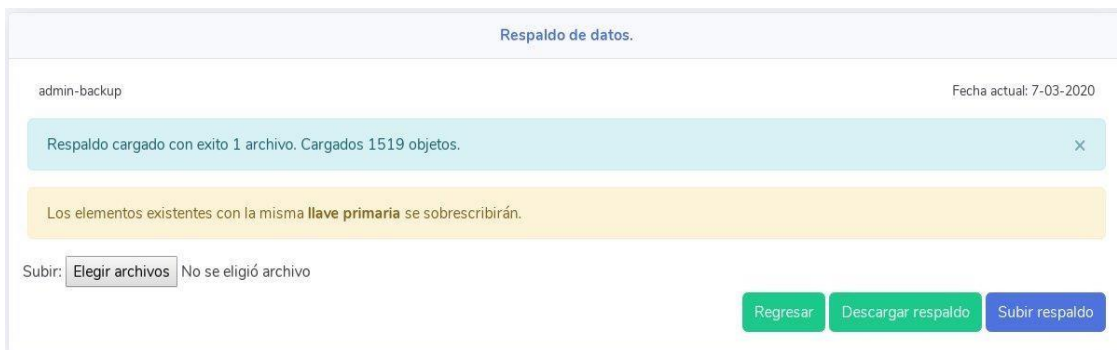 Respaldo de datos.
admin-backup Fecha actual: 7-03-2020
Respaldo cargado con exito 1 archivo. Cargados 1519 objetos. ×
Los elementos existentes con la misma llave primaria se sobrescribirán.
Subir: Elegir archivos No se eligió archivo
Regresar Descargar respaldo Subir respaldo